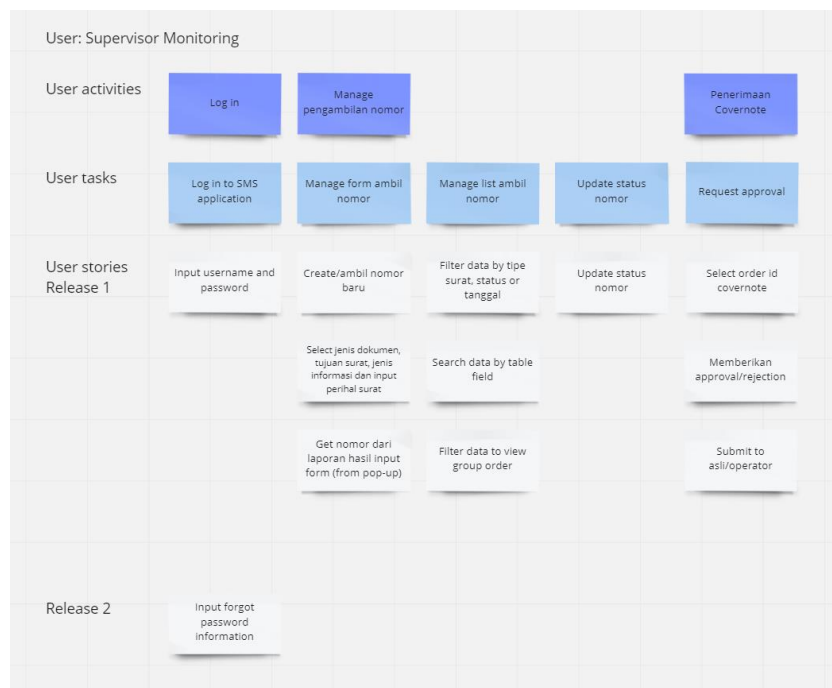 User: Supervisor Monitoring
User activities
Log in
Manage
pengambilan nomor
Penerimaan
Covernote
User tasks
Log in to SMS
application
Manage form ambil
nomor
Manage list ambil
nomor
Update status
nomor
Request approval
User stories
Release 1
Input username and
password
Create/ambil nomor
baru
Filter data by tipe
surat, status or
tanggal
Update status
nomor
Select order id
covernote
Select jenis dokumen,
tujuan surat, jenis
informasi dan input
perihal surat
Search data by table
field
Memberikan
approval/rejection
Get nomor dari
laporan hasil input
form (from pop-up)
Filter data to view
group order
Submit to
asli/operator
Release 2
Input forgot
password
information